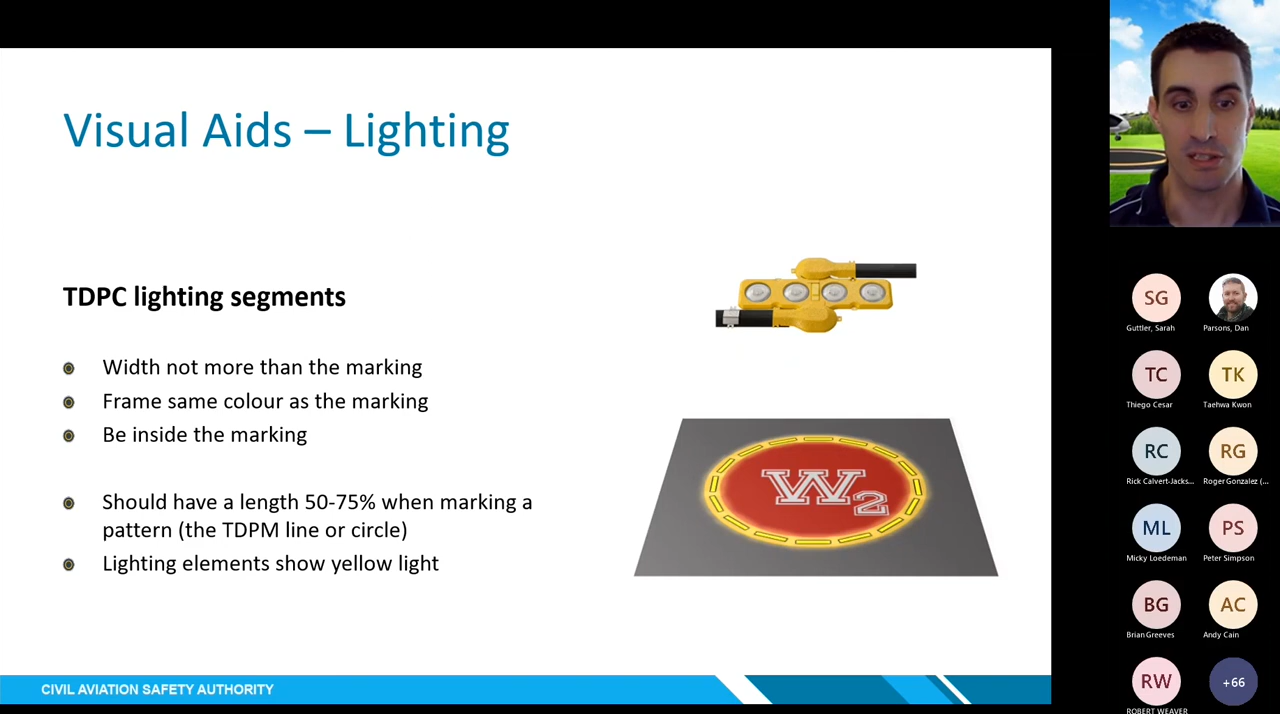 Visual Aids – Lighting
TDPC lighting segments
Width not more than the marking
Frame same colour as the marking
Be inside the marking
Should have a length 50-75% when marking a
pattern (the TDPM line or circle)
Lighting elements show yellow light
W2
CIVIL AVIATION SAFETY AUTHORITY
SG
Guttler, Sarah
Parsons, Dan
TC
Thiego Cesar
TK
Taehwa Kwon
RC
Rick Calvert-Jacks...
RG
Roger Gonzalez (...
ML
Micky Loedeman
PS
Peter Simpson
BG
Brian Greeves
AC
Andy Cain
RW
ROBERT WEAVER
+66